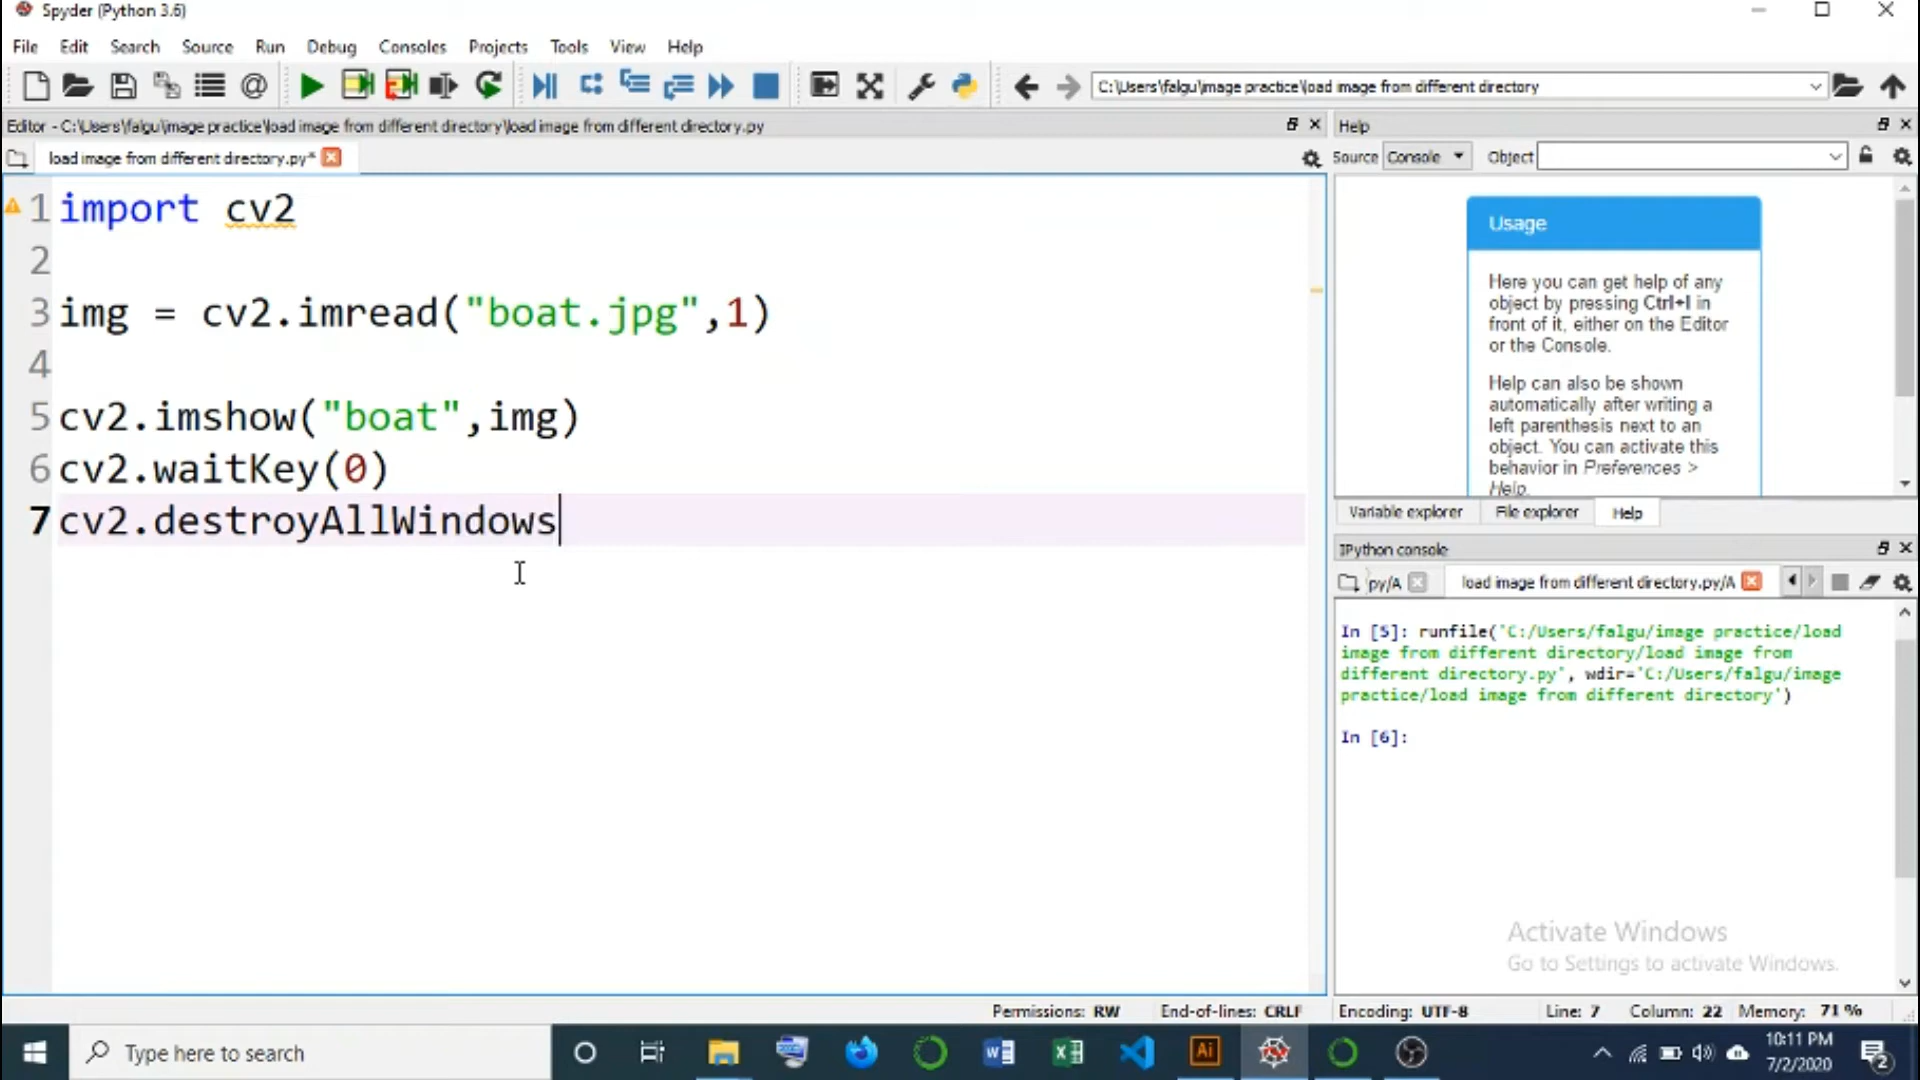 Spyder (Python 3.6)
File Edit Search Source Run Debug Consoles Projects Tools View Help
C:\Users\falgu\image practice\load image from different directory
Editor - C:\Users\falgu\image practice\load image from different directory\load image from different directory.py
load image from different directory.py*
1 import cv2
2
3 img = cv2.imread("boat.jpg",1)
4
5 cv2.imshow("boat",img)
6 cv2.waitKey(0)
7 cv2.destroyAllWindows
Help
Source Console Object
Usage
Here you can get help of any
object by pressing Ctrl+I in
front of it, either on the Editor
or the Console.
Help can also be shown
automatically after writing a
left parenthesis next to an
object. You can activate this
behavior in Preferences >
Help.
Variable explorer File explorer Help
IPython console
py/A load image from different directory.py/A
In [5]: runfile('C:/Users/falgu/image practice/load
image from different directory/load image from
different directory.py', wdir='C:/Users/falgu/image
practice/load image from different directory')
In [6]:
Activate Windows
Go to Settings to activate Windows.
Permissions: RW End-of-lines: CRLF Encoding: UTF-8 Line: 7 Column: 22 Memory: 71 %
Type here to search
Ai
10:11 PM
7/2/2020
2